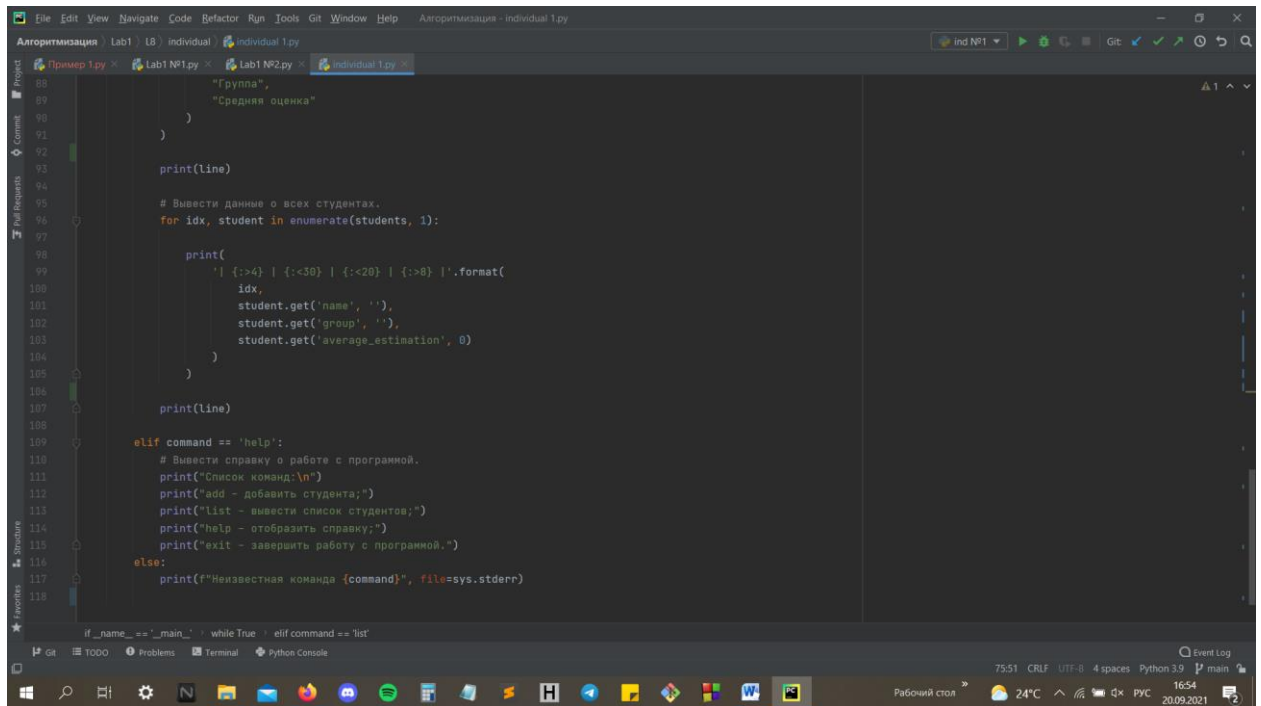 File Edit View Navigate Code Refactor Run Tools Git Window Help Алгоритмизация - individual 1.py
Алгоритмизация Lab1 L8 individual individual 1.py ind №1 Git:
Пример 1.py Lab1 №1.py Lab1 №2.py individual 1.py
Project
Commit
Pull Requests
Structure
Favorites
1
88 "Группа",
89 "Средняя оценка"
90 )
91 )
92
93 print(line)
94
95 # Вывести данные о всех студентах.
96 for idx, student in enumerate(students, 1):
97
98 print(
99 '| {:>4} | {:<30} | {:<20} | {:>8} |'.format(
100 idx,
101 student.get('name', ''),
102 student.get('group', ''),
103 student.get('average_estimation', 0)
104 )
105 )
106
107 print(line)
108
109 elif command == 'help':
110 # Вывести справку о работе с программой.
111 print("Список команд:\n")
112 print("add - добавить студента;")
113 print("list - вывести список студентов;")
114 print("help - отобразить справку;")
115 print("exit - завершить работу с программой.")
116 else:
117 print(f"Неизвестная команда {command}", file=sys.stderr)
118
if __name__ == '__main__' while True elif command == 'list'
Git TODO Problems Terminal Python Console Event Log
75:51 CRLF UTF-8 4 spaces Python 3.9 main
Рабочий стол 24°C РУС 16:54
20.09.2021
2